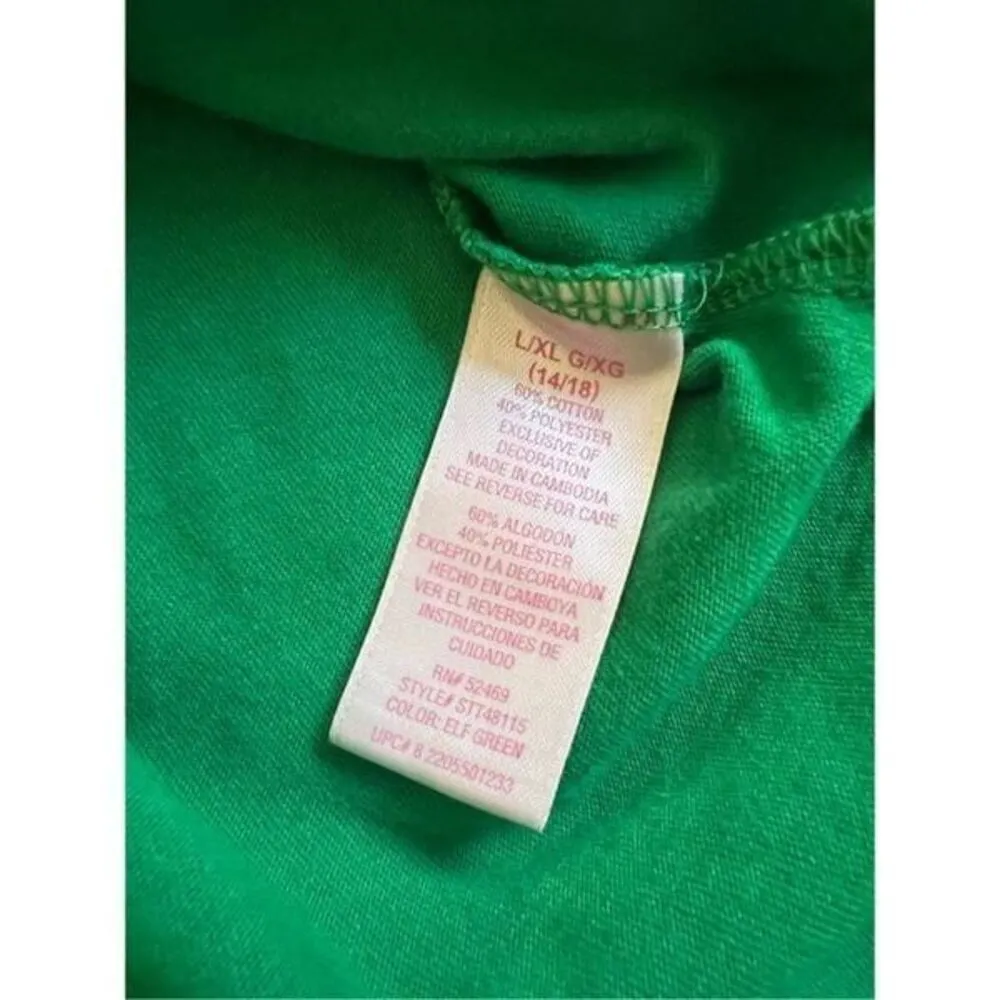 L/XL G/XG
(14/18)
60% COTTON
40% POLYESTER
EXCLUSIVE OF
DECORATION
MADE IN CAMBODIA
SEE REVERSE FOR CARE
60% ALGODÓN
40% POLIESTER
EXCEPTO LA DECORACIÓN
HECHO EN CAMBOYA
VER EL REVERSO PARA
INSTRUCCIONES DE
CUIDADO
RN# 52469
STYLE# STT48115
COLOR: ELF GREEN
UPC# 8 2205501233